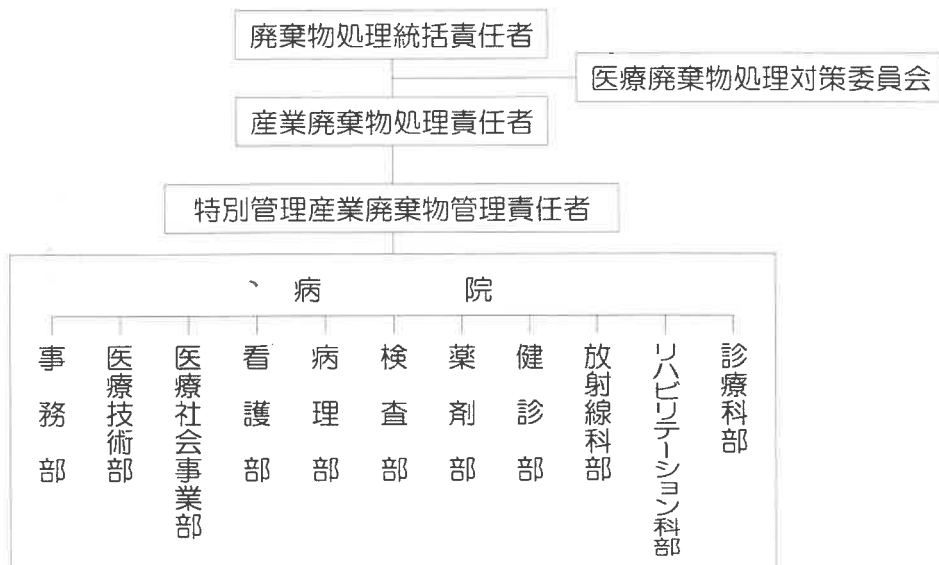 廃棄物処理統括責任者
医療廃棄物処理対策委員会
産業廃棄物処理責任者
特別管理産業廃棄物管理責任者
、病院
事務部
医療技術部
医療社会事業部
看護部
病理部
検査部
薬剤部
健診部
放射線科部
リハビリテーション科部
診療科部